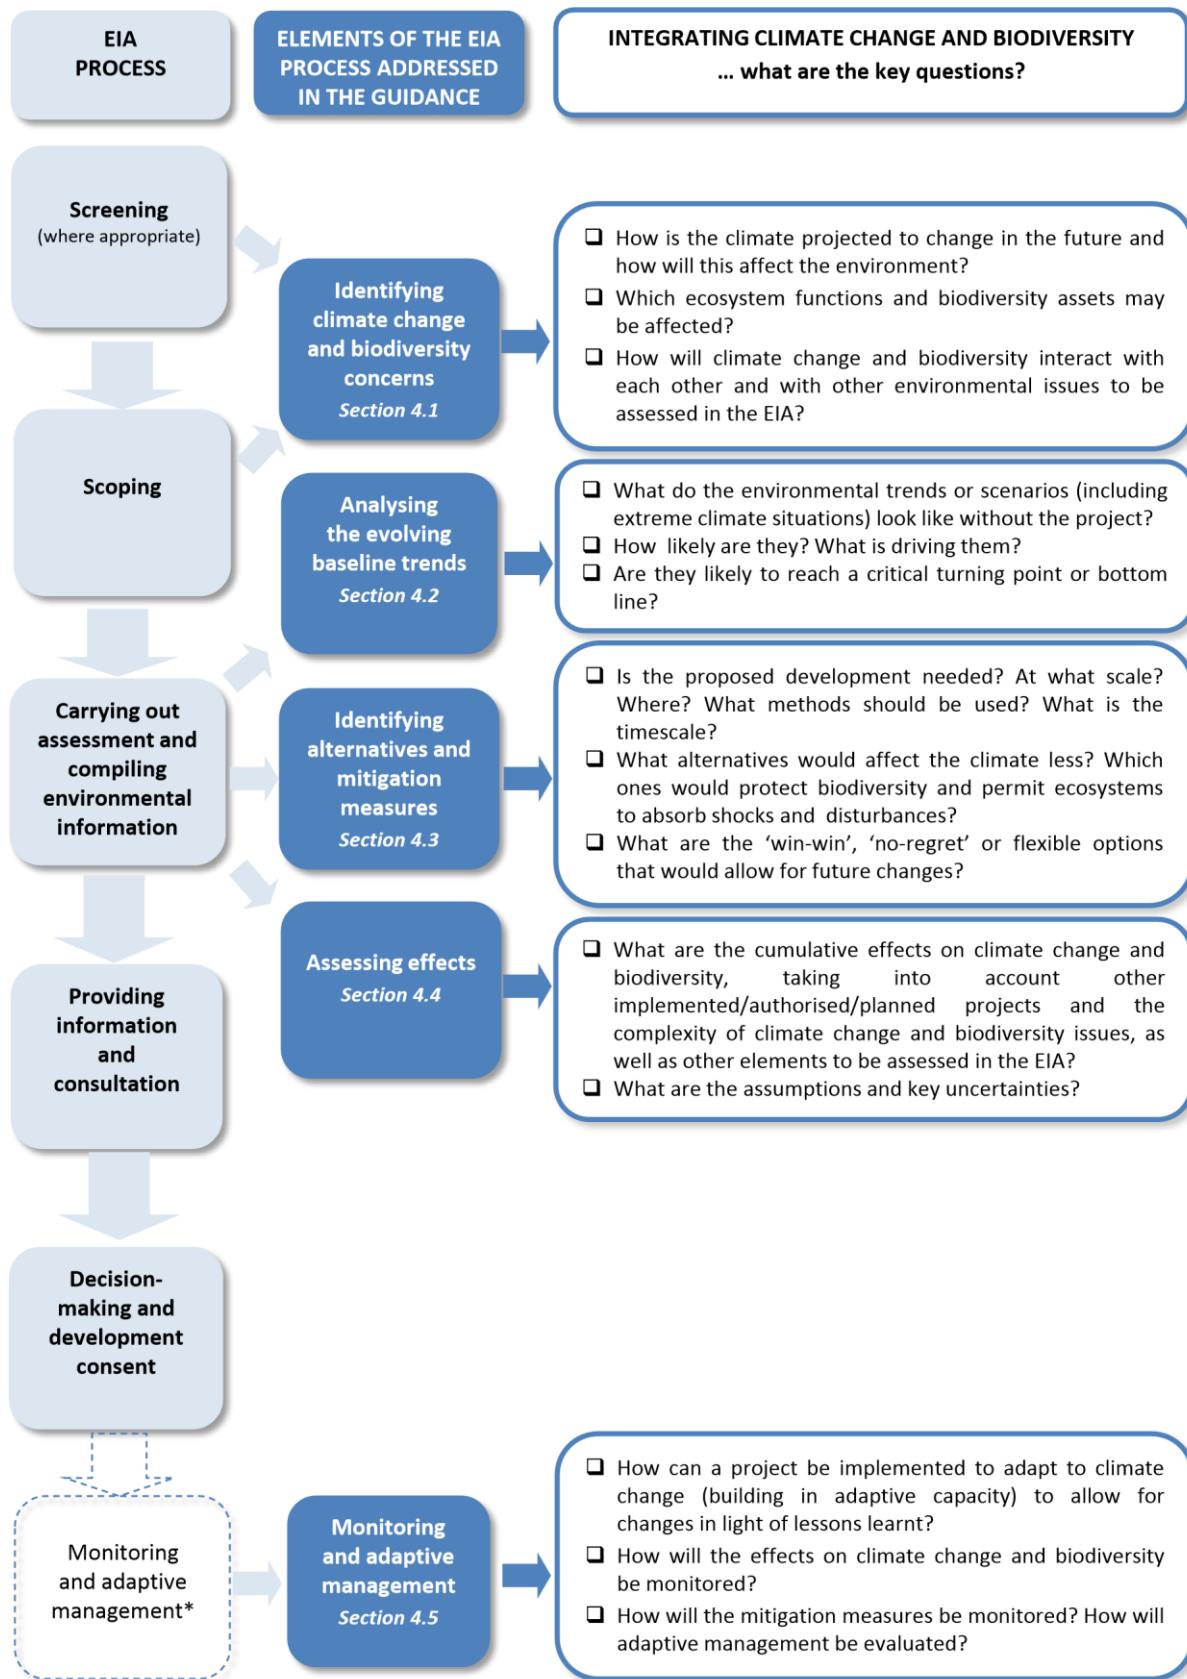 EIA
PROCESS
ELEMENTS OF THE EIA
PROCESS ADDRESSED
IN THE GUIDANCE
INTEGRATING CLIMATE CHANGE AND BIODIVERSITY
... what are the key questions?
Screening
(where appropriate)
Identifying
climate change
and biodiversity
concerns
Section 4.1
❑ How is the climate projected to change in the future and
how will this affect the environment?
❑ Which ecosystem functions and biodiversity assets may
be affected?
❑ How will climate change and biodiversity interact with
each other and with other environmental issues to be
assessed in the EIA?
Scoping
Analysing
the evolving
baseline trends
Section 4.2
❑ What do the environmental trends or scenarios (including
extreme climate situations) look like without the project?
❑ How likely are they? What is driving them?
❑ Are they likely to reach a critical turning point or bottom
line?
Carrying out
assessment and
compiling
environmental
information
Identifying
alternatives and
mitigation
measures
Section 4.3
❑ Is the proposed development needed? At what scale?
Where? What methods should be used? What is the
timescale?
❑ What alternatives would affect the climate less? Which
ones would protect biodiversity and permit ecosystems
to absorb shocks and disturbances?
❑ What are the ‘win-win’, ‘no-regret’ or flexible options
that would allow for future changes?
Providing
information
and
consultation
Assessing effects
Section 4.4
❑ What are the cumulative effects on climate change and
biodiversity, taking into account other
implemented/authorised/planned projects and the
complexity of climate change and biodiversity issues, as
well as other elements to be assessed in the EIA?
❑ What are the assumptions and key uncertainties?
Decision-
making and
development
consent
Monitoring
and adaptive
management*
Monitoring
and adaptive
management
Section 4.5
❑ How can a project be implemented to adapt to climate
change (building in adaptive capacity) to allow for
changes in light of lessons learnt?
❑ How will the effects on climate change and biodiversity
be monitored?
❑ How will the mitigation measures be monitored? How will
adaptive management be evaluated?